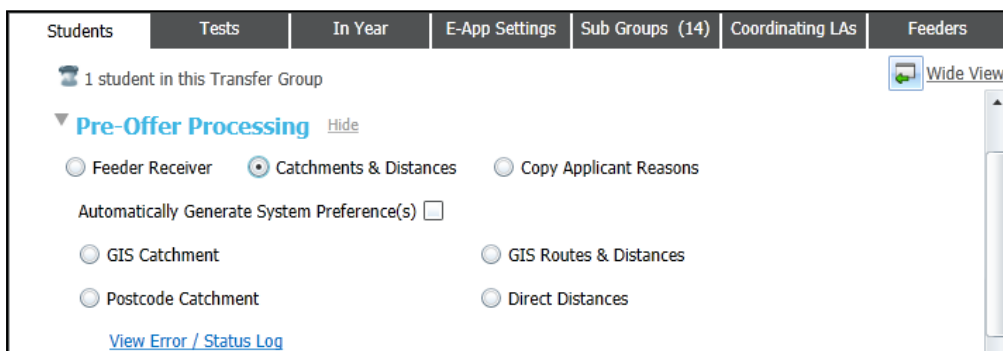 Students Tests In Year E-App Settings Sub Groups (14) Coordinating LAs Feeders
1 student in this Transfer Group Wide View
Pre-Offer Processing Hide
Feeder Receiver Catchments & Distances Copy Applicant Reasons
Automatically Generate System Preference(s)
GIS Catchment GIS Routes & Distances
Postcode Catchment Direct Distances
View Error / Status Log